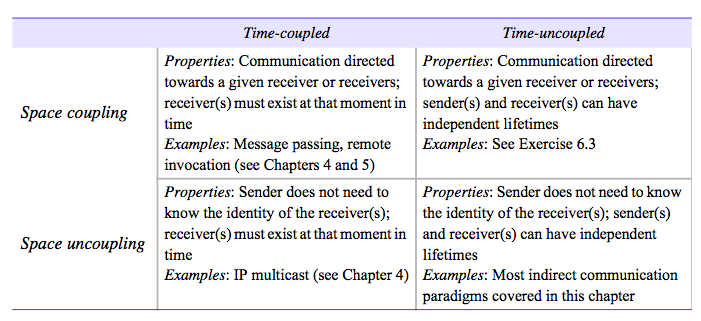 Time-coupled
Time-uncoupled
Space coupling
Properties: Communication directed
towards a given receiver or receivers;
receiver(s) must exist at that moment in
time
Examples: Message passing, remote
invocation (see Chapters 4 and 5)
Properties: Communication directed
towards a given receiver or receivers;
sender(s) and receiver(s) can have
independent lifetimes
Examples: See Exercise 6.3
Space uncoupling
Properties: Sender does not need to
know the identity of the receiver(s);
receiver(s) must exist at that moment in
time
Examples: IP multicast (see Chapter 4)
Properties: Sender does not need to know
the identity of the receiver(s); sender(s)
and receiver(s) can have independent
lifetimes
Examples: Most indirect communication
paradigms covered in this chapter